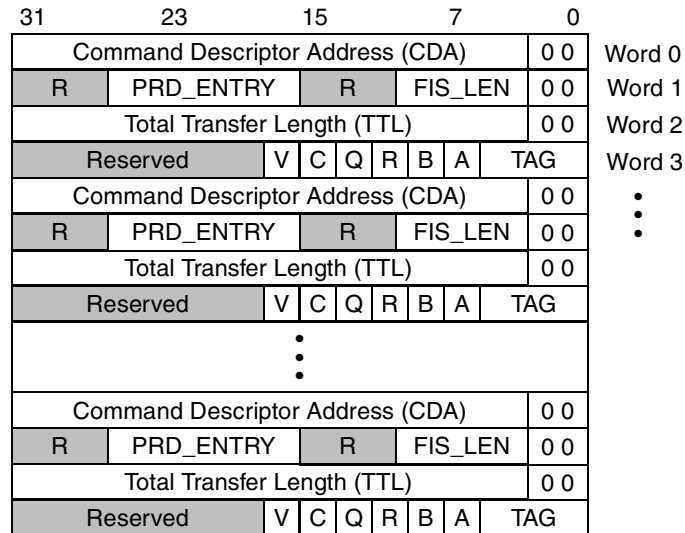 31 23 15 7 0
Command Descriptor Address (CDA) 0 0 Word 0
R PRD_ENTRY R FIS_LEN 0 0 Word 1
Total Transfer Length (TTL) 0 0 Word 2
Reserved V C Q R B A TAG Word 3
Command Descriptor Address (CDA) 0 0
R PRD_ENTRY R FIS_LEN 0 0
Total Transfer Length (TTL) 0 0
Reserved V C Q R B A TAG
Command Descriptor Address (CDA) 0 0
R PRD_ENTRY R FIS_LEN 0 0
Total Transfer Length (TTL) 0 0
Reserved V C Q R B A TAG